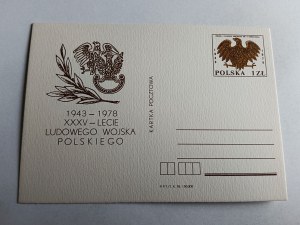 POLSKA 1 ZŁ
1943 – 1978
XXXV – LECIE
LUDOWEGO WOJSKA
POLSKIEGO
KARTKA POCZTOWA